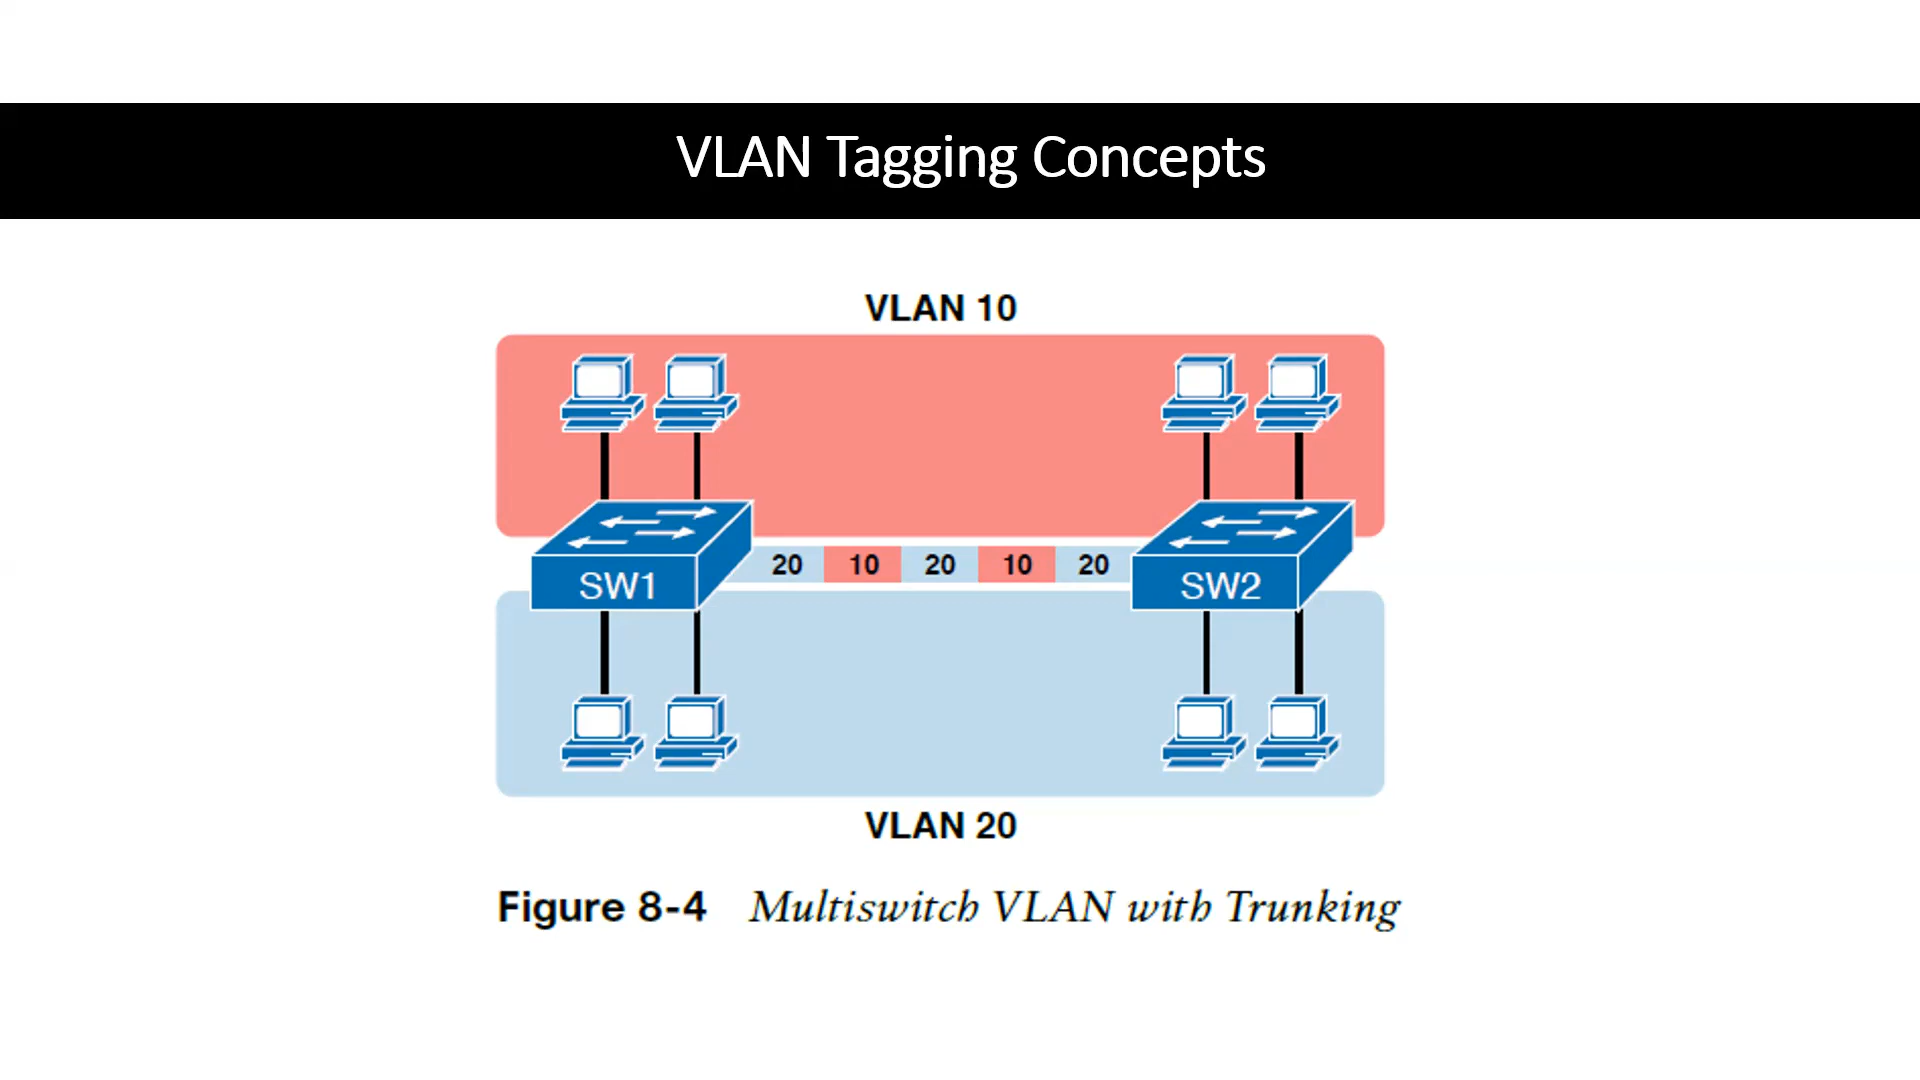 VLAN Tagging Concepts
VLAN 10
20 10 20 10 20
SW1 SW2
VLAN 20
Figure 8-4 Multiswitch VLAN with Trunking